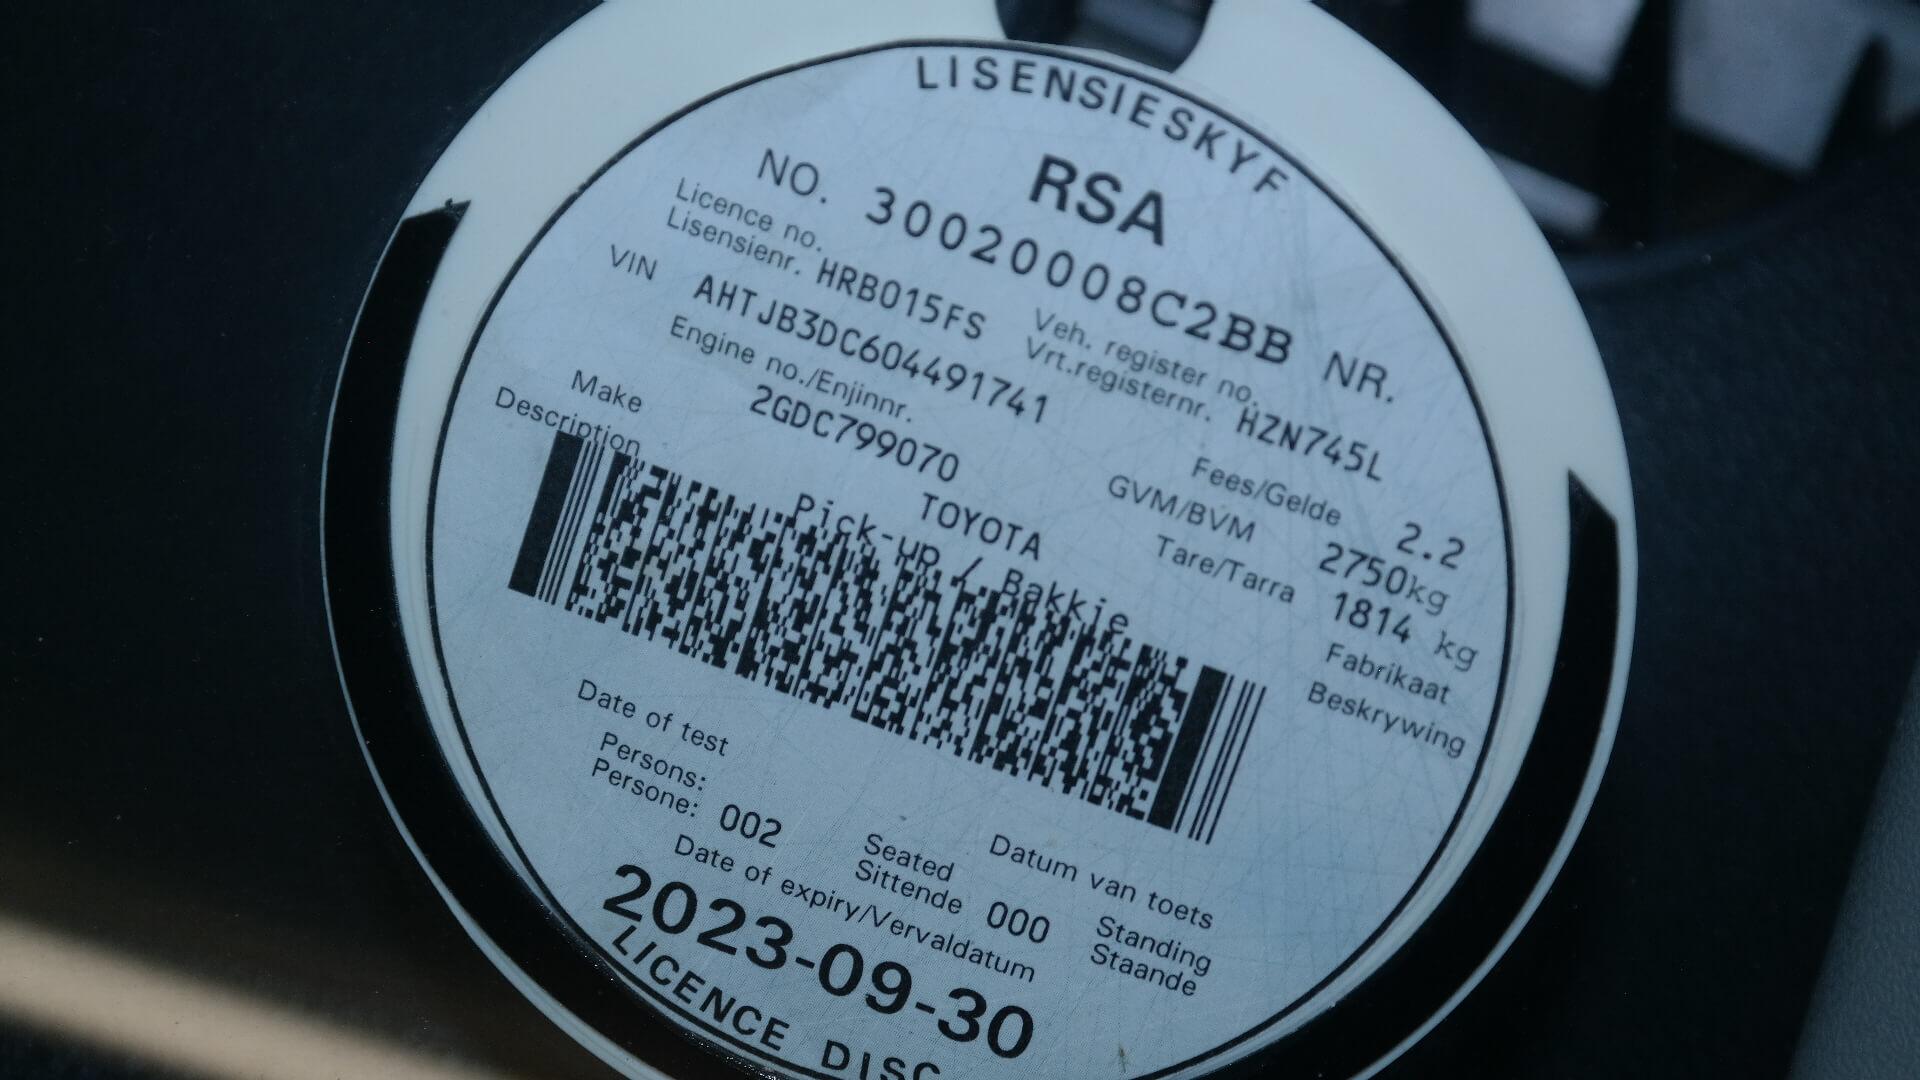 LISENSIESKYF
RSA
NO. 30020008C2BB NR.
Licence no.
Lisensienr. HRB015FS
Veh. register no.
Vrt.registernr. HZN745L
VIN AHTJB3DC604491741
Engine no./Enjinnr.
2GDC799070
Fees/Gelde 2.2
GVM/BVM 2750kg
Tare/Tarra 1814 kg
Make TOYOTA Fabrikaat
Description Pick-up / Bakkie Beskrywing
Date of test Datum van toets
Persons:
Persone: 002 Seated
Sittende 000 Standing
Staande
Date of expiry/Vervaldatum
2023-09-30
LICENCE DISC